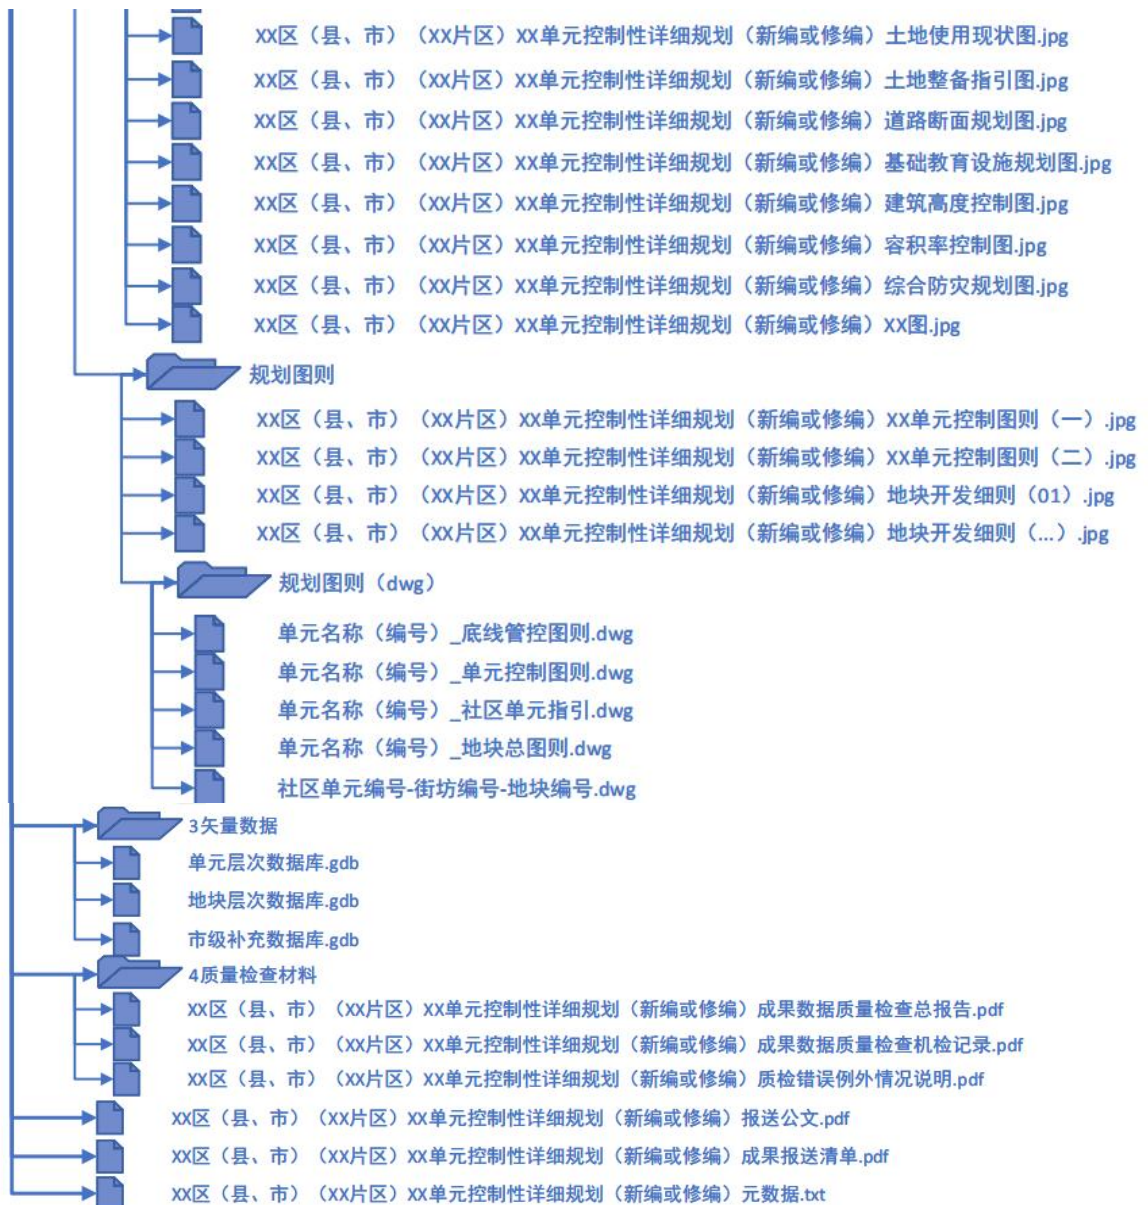 XX区（县、市）（XX片区）XX单元控制性详细规划（新编或修编）土地使用现状图.jpg
XX区（县、市）（XX片区）XX单元控制性详细规划（新编或修编）土地整备指引图.jpg
XX区（县、市）（XX片区）XX单元控制性详细规划（新编或修编）道路断面规划图.jpg
XX区（县、市）（XX片区）XX单元控制性详细规划（新编或修编）基础教育设施规划图.jpg
XX区（县、市）（XX片区）XX单元控制性详细规划（新编或修编）建筑高度控制图.jpg
XX区（县、市）（XX片区）XX单元控制性详细规划（新编或修编）容积率控制图.jpg
XX区（县、市）（XX片区）XX单元控制性详细规划（新编或修编）综合防灾规划图.jpg
XX区（县、市）（XX片区）XX单元控制性详细规划（新编或修编）XX图.jpg
规划图则
XX区（县、市）（XX片区）XX单元控制性详细规划（新编或修编）XX单元控制图则（一）.jpg
XX区（县、市）（XX片区）XX单元控制性详细规划（新编或修编）XX单元控制图则（二）.jpg
XX区（县、市）（XX片区）XX单元控制性详细规划（新编或修编）地块开发细则（01）.jpg
XX区（县、市）（XX片区）XX单元控制性详细规划（新编或修编）地块开发细则（...）.jpg
规划图则（dwg）
单元名称（编号）_底线管控图则.dwg
单元名称（编号）_单元控制图则.dwg
单元名称（编号）_社区单元指引.dwg
单元名称（编号）_地块总图则.dwg
社区单元编号-街坊编号-地块编号.dwg
3矢量数据
单元层次数据库.gdb
地块层次数据库.gdb
市级补充数据库.gdb
4质量检查材料
XX区（县、市）（XX片区）XX单元控制性详细规划（新编或修编）成果数据质量检查总报告.pdf
XX区（县、市）（XX片区）XX单元控制性详细规划（新编或修编）成果数据质量检查机检记录.pdf
XX区（县、市）（XX片区）XX单元控制性详细规划（新编或修编）质检错误例外情况说明.pdf
XX区（县、市）（XX片区）XX单元控制性详细规划（新编或修编）报送公文.pdf
XX区（县、市）（XX片区）XX单元控制性详细规划（新编或修编）成果报送清单.pdf
XX区（县、市）（XX片区）XX单元控制性详细规划（新编或修编）元数据.txt